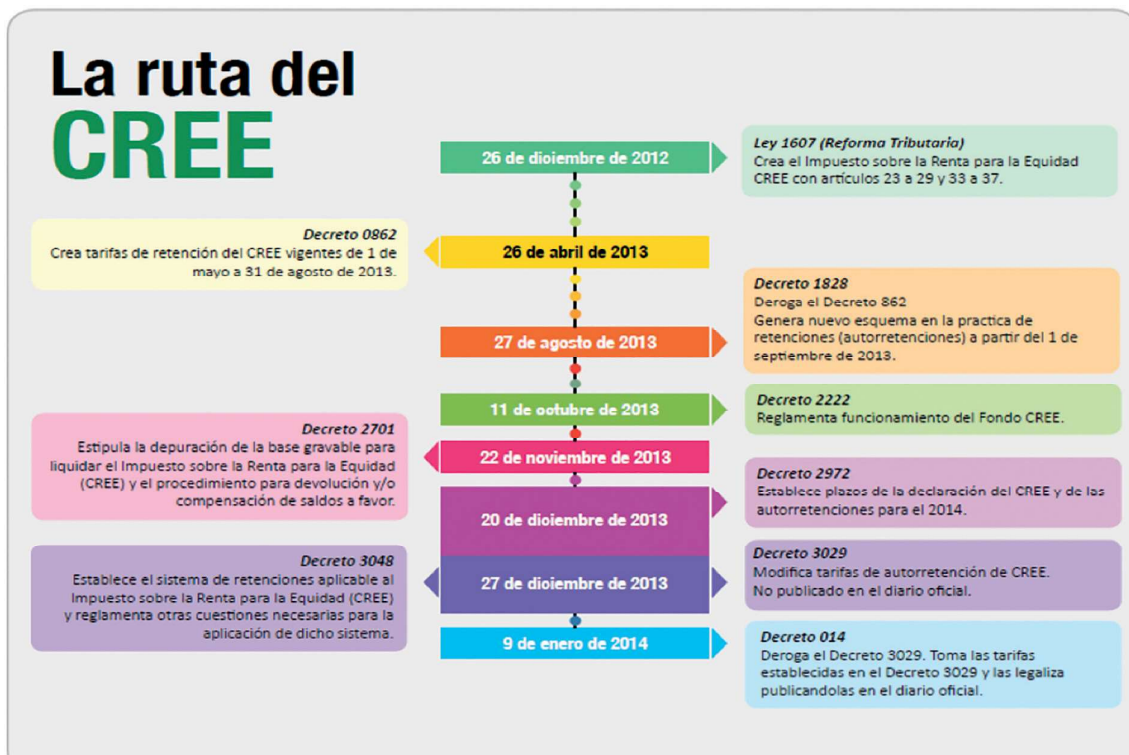 La ruta del
CREE
26 de dioiembre de 2012
Ley 1607 (Reforma Tributaria)
Crea el Impuesto sobre la Renta para la Equidad
CREE con artículos 23 a 29 y 33 a 37.
Decreto 0862
Crea tarifas de retención del CREE vigentes de 1 de
mayo a 31 de agosto de 2013.
26 de abril de 2013
27 de agosto de 2013
Decreto 1828
Deroga el Decreto 862
Genera nuevo esquema en la practica de
retenciones (autorretenciones) a partir del 1 de
septiembre de 2013.
11 de octubre de 2013
Decreto 2222
Reglamenta funcionamiento del Fondo CREE.
Decreto 2701
Estipula la depuración de la base gravable para
liquidar el Impuesto sobre la Renta para la Equidad
(CREE) y el procedimiento para devolución y/o
compensación de saldos a favor.
22 de noviembre de 2013
20 de diciembre de 2013
Decreto 2972
Establece plazos de la declaración del CREE y de las
autorretenciones para el 2014.
Decreto 3048
Establece el sistema de retenciones aplicable al
Impuesto sobre la Renta para la Equidad (CREE)
y reglamenta otras cuestiones necesarias para la
aplicación de dicho sistema.
27 de diciembre de 2013
Decreto 3029
Modifica tarifas de autorretención de CREE.
No publicado en el diario oficial.
9 de enero de 2014
Decreto 014
Deroga el Decreto 3029. Toma las tarifas
establecidas en el Decreto 3029 y las legaliza
publicandolas en el diario oficial.